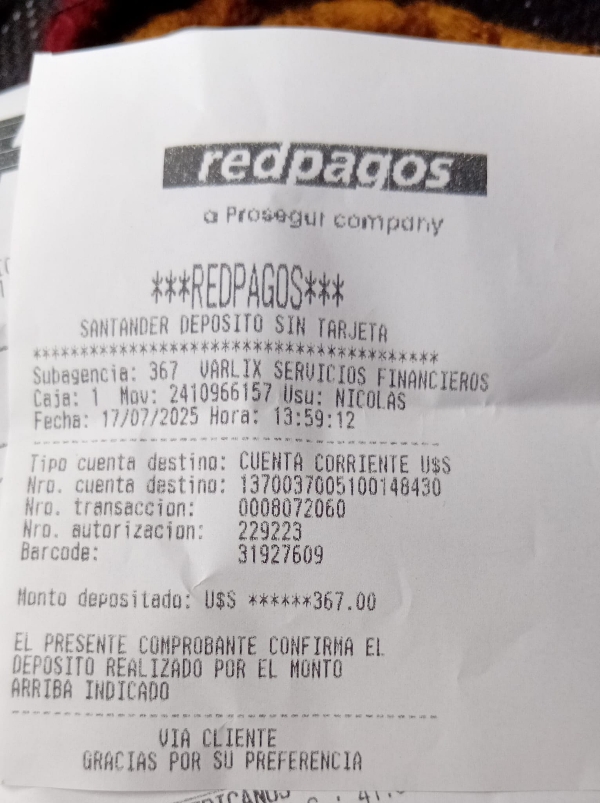 redpagos
a Prosegur company
***REDPAGOS***
SANTANDER DEPOSITO SIN TARJETA
***************************************
Subagencia: 367 VARLIX SERVICIOS FINANCIEROS
Caja: 1 Mov: 2410966157 Usu: NICOLAS
Fecha: 17/07/2025 Hora: 13:59:12
----------------------------------------
Tipo cuenta destino: CUENTA CORRIENTE U$S
Nro. cuenta destino: 1370037005100148430
Nro. transaccion: 0008072060
Nro. autorizacion: 229223
Barcode: 31927609
Monto depositado: U$S ******367.00
EL PRESENTE COMPROBANTE CONFIRMA EL
DEPOSITO REALIZADO POR EL MONTO
ARRIBA INDICADO
----------------------------------------
VIA CLIENTE
GRACIAS POR SU PREFERENCIA